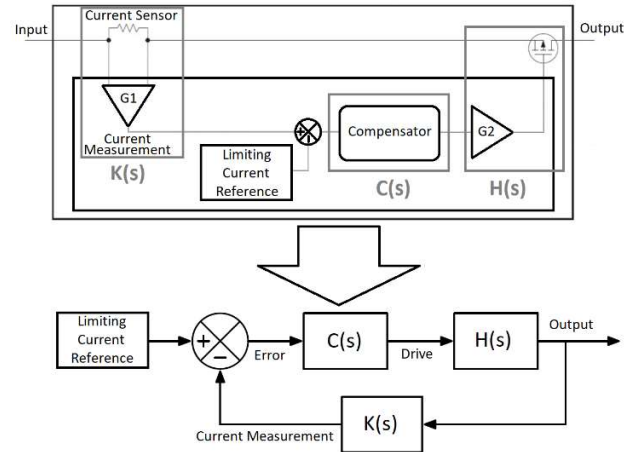 Current Sensor
Input
Output
G1
Current
Measurement
K(s)
+
−
Limiting
Current
Reference
Compensator
C(s)
G2
H(s)
Limiting
Current
Reference
+
−
Error
C(s)
Drive
H(s)
Output
K(s)
Current Measurement